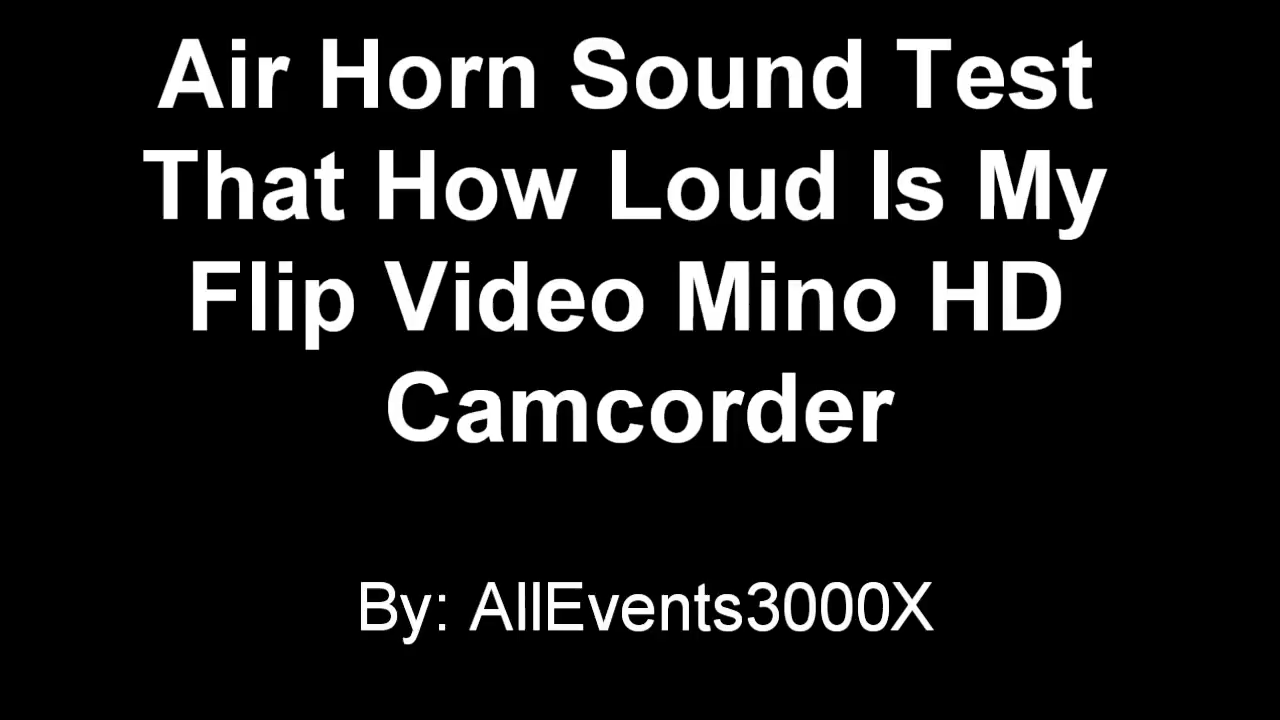 Air Horn Sound Test
That How Loud Is My
Flip Video Mino HD
Camcorder
By: AllEvents3000X